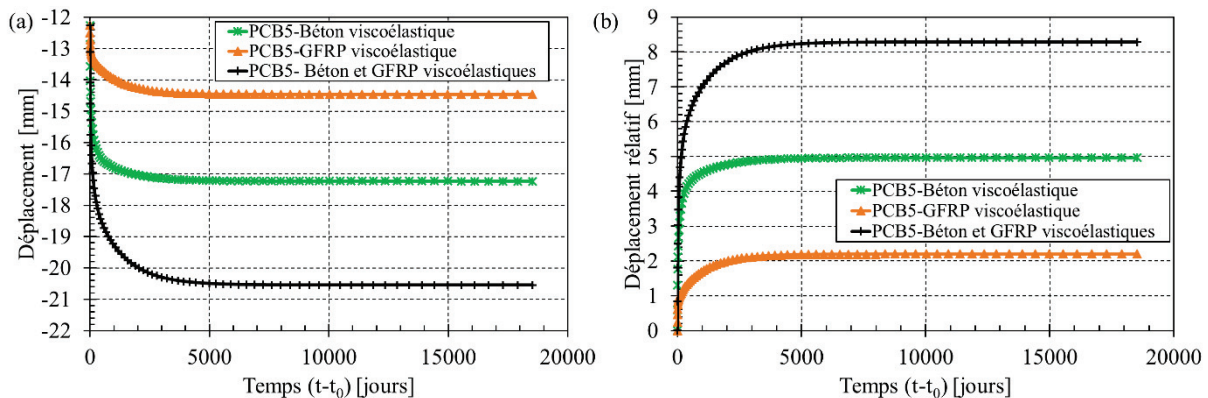 (a)
-12
-13
-14
-15
-16
-17
-18
-19
-20
-21
-22
Déplacement [mm]
PCB5-Béton viscoélastique
PCB5-GFRP viscoélastique
PCB5- Béton et GFRP viscoélastiques
0
5000
10000
15000
20000
Temps (t-t0) [jours]
(b)
9
8
7
6
5
4
3
2
1
0
Déplacement rélatif [mm]
PCB5-Béton viscoélastique
PCB5-GFRP viscoélastique
PCB5-Béton et GFRP viscoélastiques
0
5000
10000
15000
20000
Temps (t-t0) [jours]